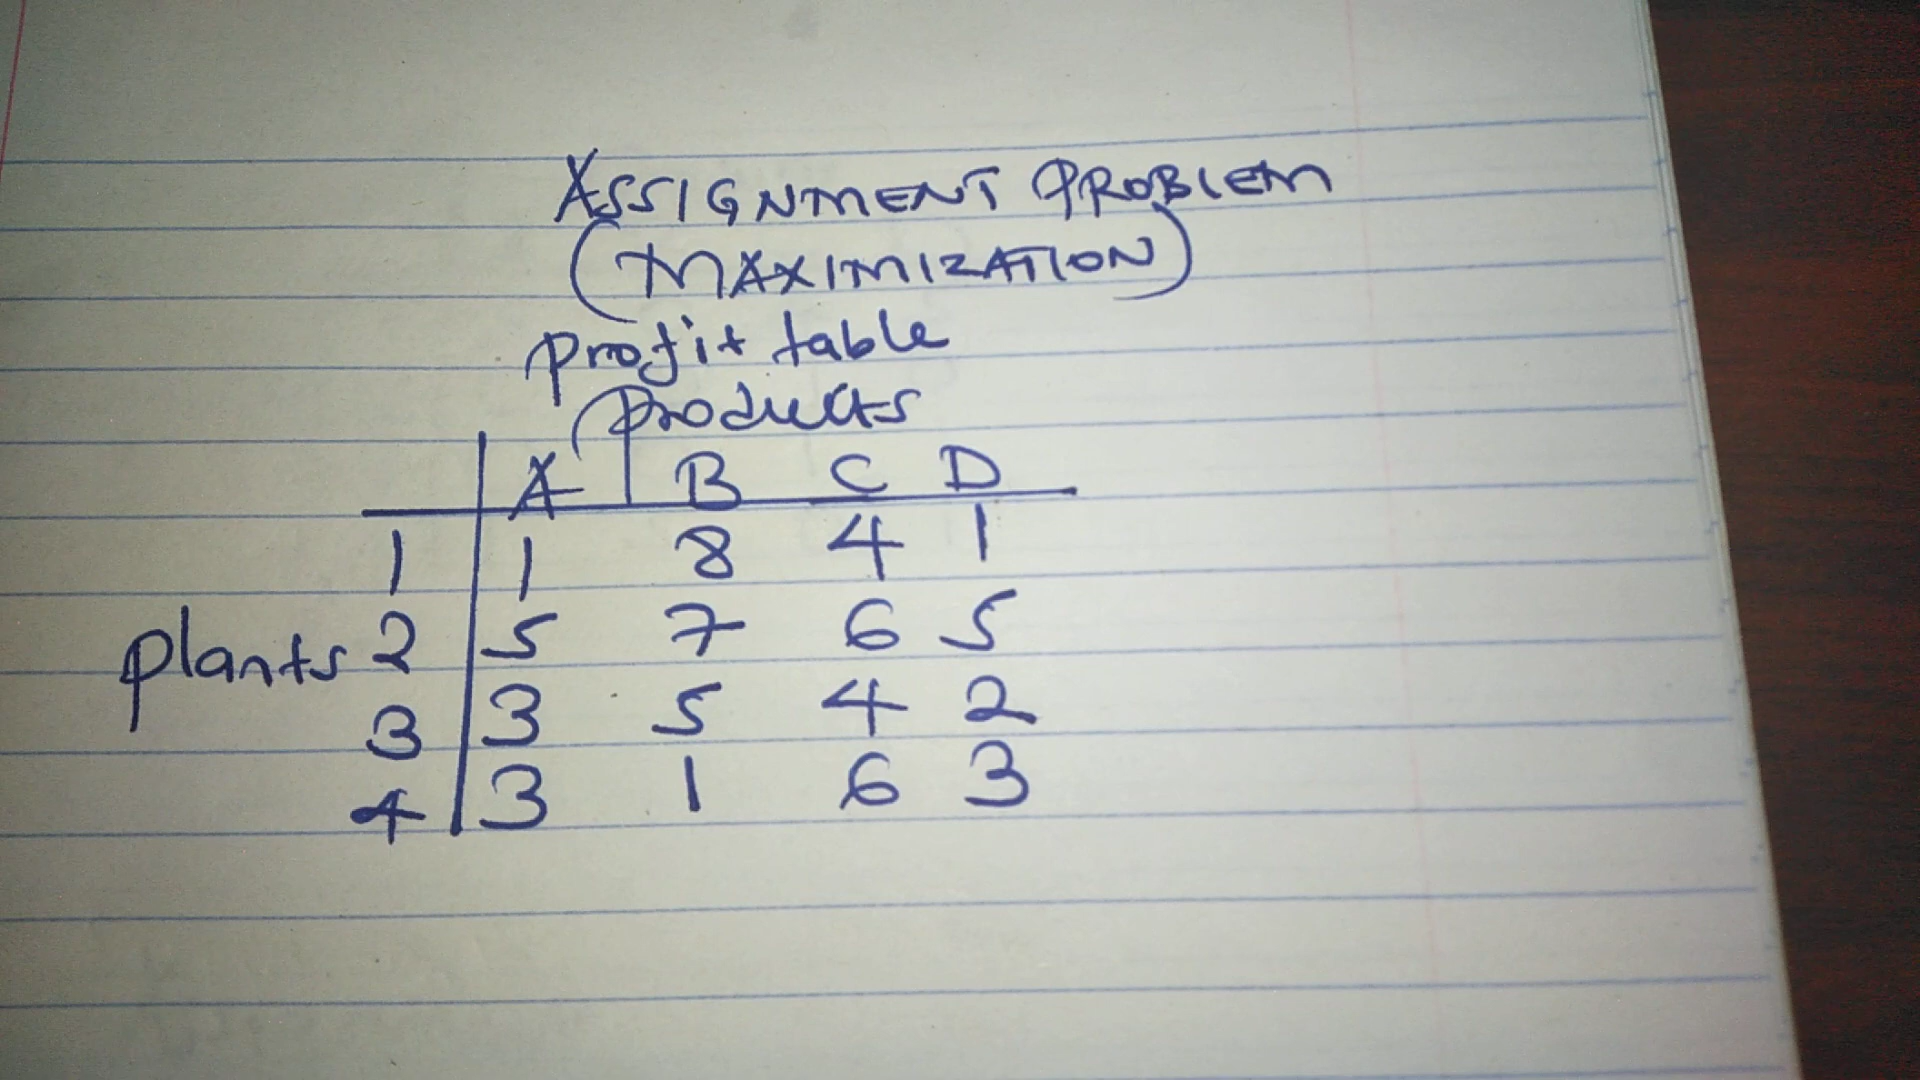 ASSIGNMENT PROBLEM
(MAXIMIZATION)
profit table
products
A B C D
1 1 8 4 1
plants 2 5 7 6 5
3 3 5 4 2
4 3 1 6 3